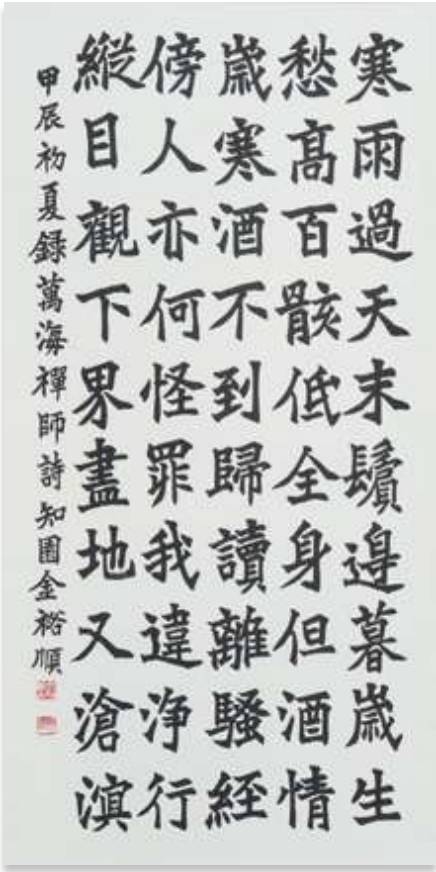 寒雨過天末鬢邊暮歲生
愁高百骸低全身但酒情
歲寒酒不到歸讀離騷經
傍人亦何怪罪我違淨行
縱目觀下界盡地又滄溟
甲辰初夏録萬海禪師詩知圃金裕順